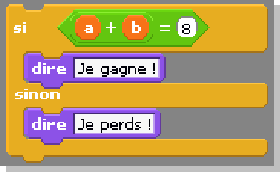 si a + b = 8
dire Je gagne !
sinon
dire Je perds !